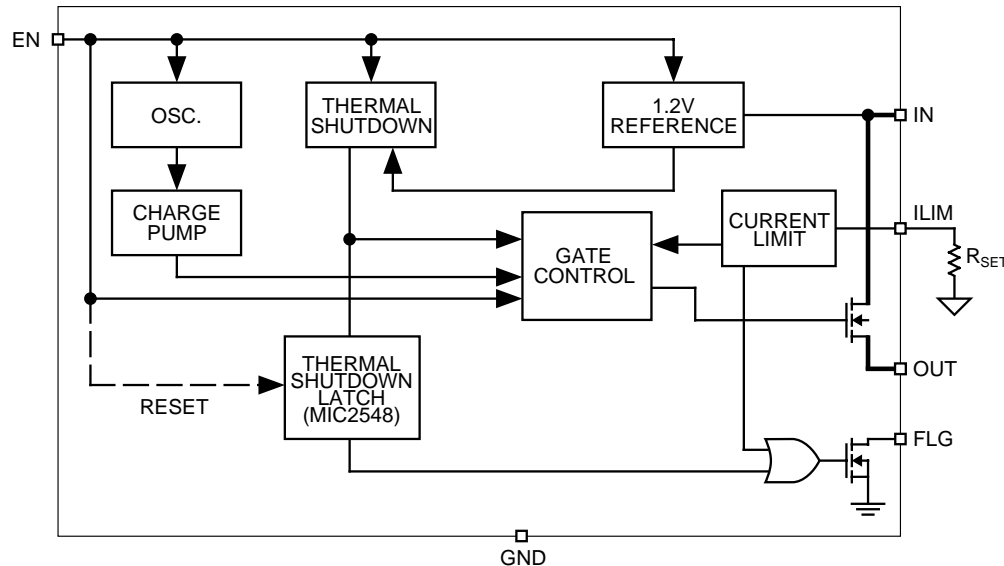 EN
OSC.
THERMAL
SHUTDOWN
1.2V
REFERENCE
IN
CHARGE
PUMP
GATE
CONTROL
CURRENT
LIMIT
ILIM
RSET
THERMAL
SHUTDOWN
LATCH
(MIC2548)
RESET
OUT
FLG
GND